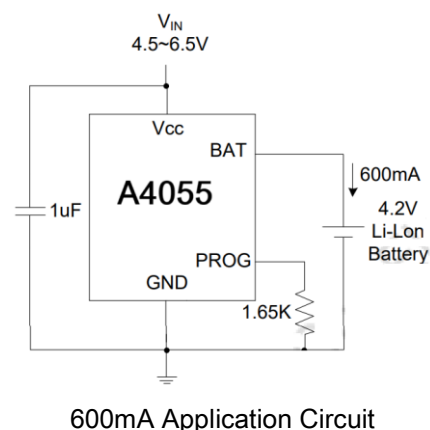 VIN
4.5~6.5V
Vcc
BAT
A4055
600mA
1uF
4.2V
Li-Lon
Battery
PROG
GND
1.65K
600mA Application Circuit